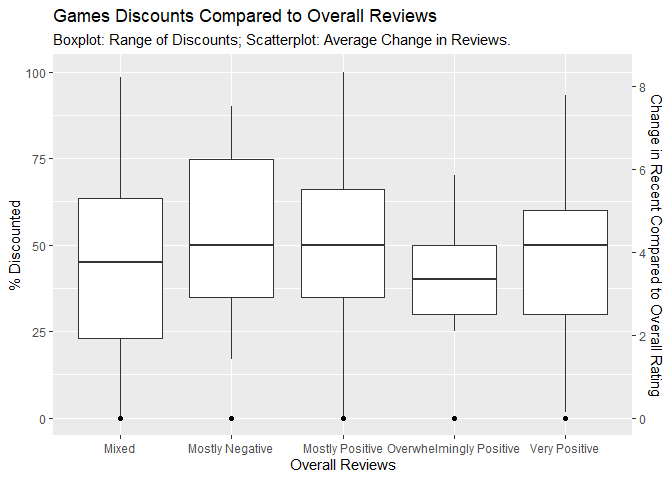 Games Discounts Compared to Overall Reviews
Boxplot: Range of Discounts; Scatterplot: Average Change in Reviews.
100
75
50
25
0
% Discounted
8
6
4
2
0
Change in Recent Compared to Overall Rating
Mixed
Mostly Negative
Mostly Positive
Overwhelmingly Positive
Very Positive
Overall Reviews